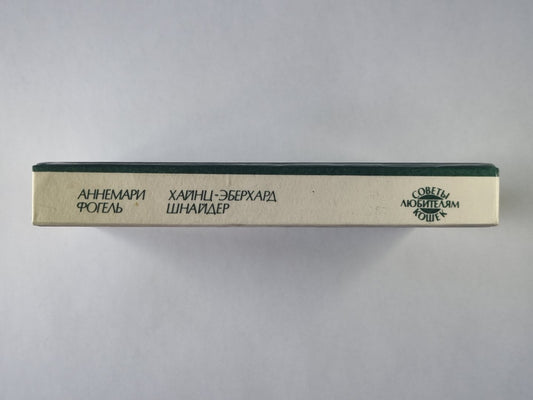 АННЕМАРИ
ФОГЕЛЬ
ХАЙНЦ-ЭБЕРХАРД
ШНАЙДЕР
СОВЕТЫ
ЛЮБИТЕЛЯМ
КОШЕК